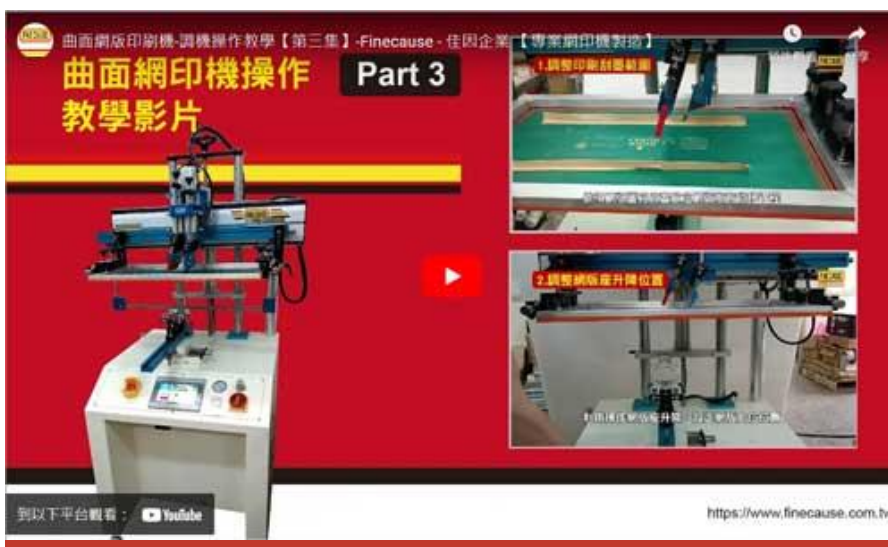 曲面網版印刷機-調機操作教學【第三集】-Finecause - 佳因企業 【專業網印機製造】
曲面網印機操作
教學影片
Part 3
1.調整印刷刮墨範圍
2.調整網版座升降位置
到以下平台觀看：
YouTube
https://www.finecause.com.tw